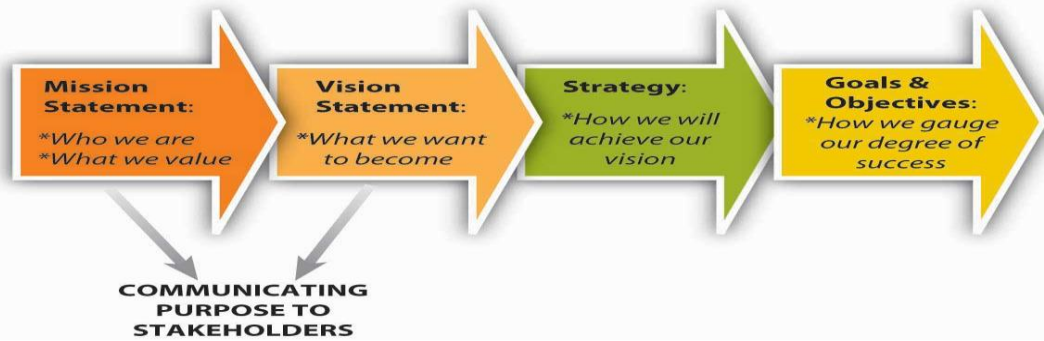 Mission
Statement:
*Who we are
*What we value
Vision
Statement:
*What we want
to become
Strategy:
*How we will
achieve our
vision
Goals &
Objectives:
*How we gauge
our degree of
success
COMMUNICATING
PURPOSE TO
STAKEHOLDERS